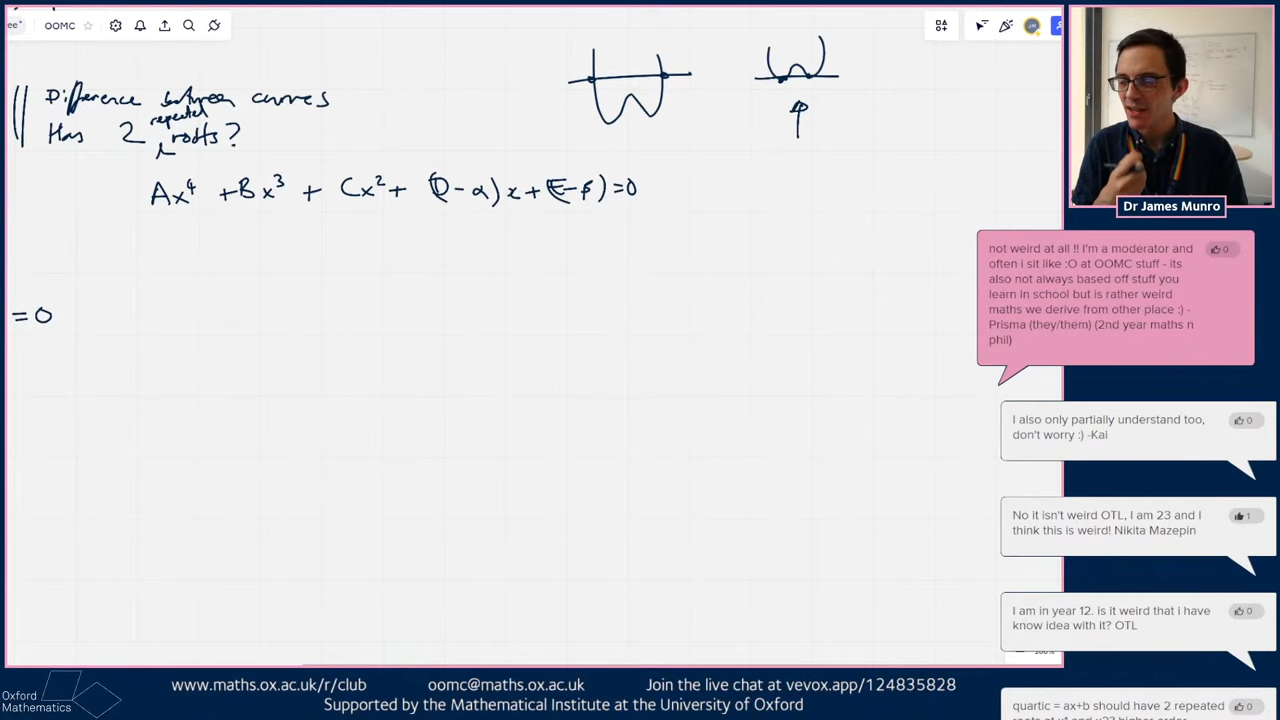 OOMC
Difference between curves
repeated
Has 2 roots?
Ax⁴ + Bx³ + Cx² + (D-α)x + (E-β) = 0
= 0
Dr James Munro
not weird at all !! I'm a moderator and
often i sit like :O at OOMC stuff - its
also not always based off stuff you
learn in school but is rather weird
maths we derive from other place :) -
Prisma (they/them) (2nd year maths n
phil)
0
I also only partially understand too,
don't worry :) -Kai
0
No it isn't weird OTL, I am 23 and I
think this is weird! Nikita Mazepin
1
I am in year 12. is it weird that i have
know idea with it? OTL
0
quartic = ax+b should have 2 repeated
0
100%
Oxford
Mathematics
www.maths.ox.ac.uk/r/club oomc@maths.ox.ac.uk Join the live chat at vevox.app/124835828
Supported by the Mathematical Institute at the University of Oxford